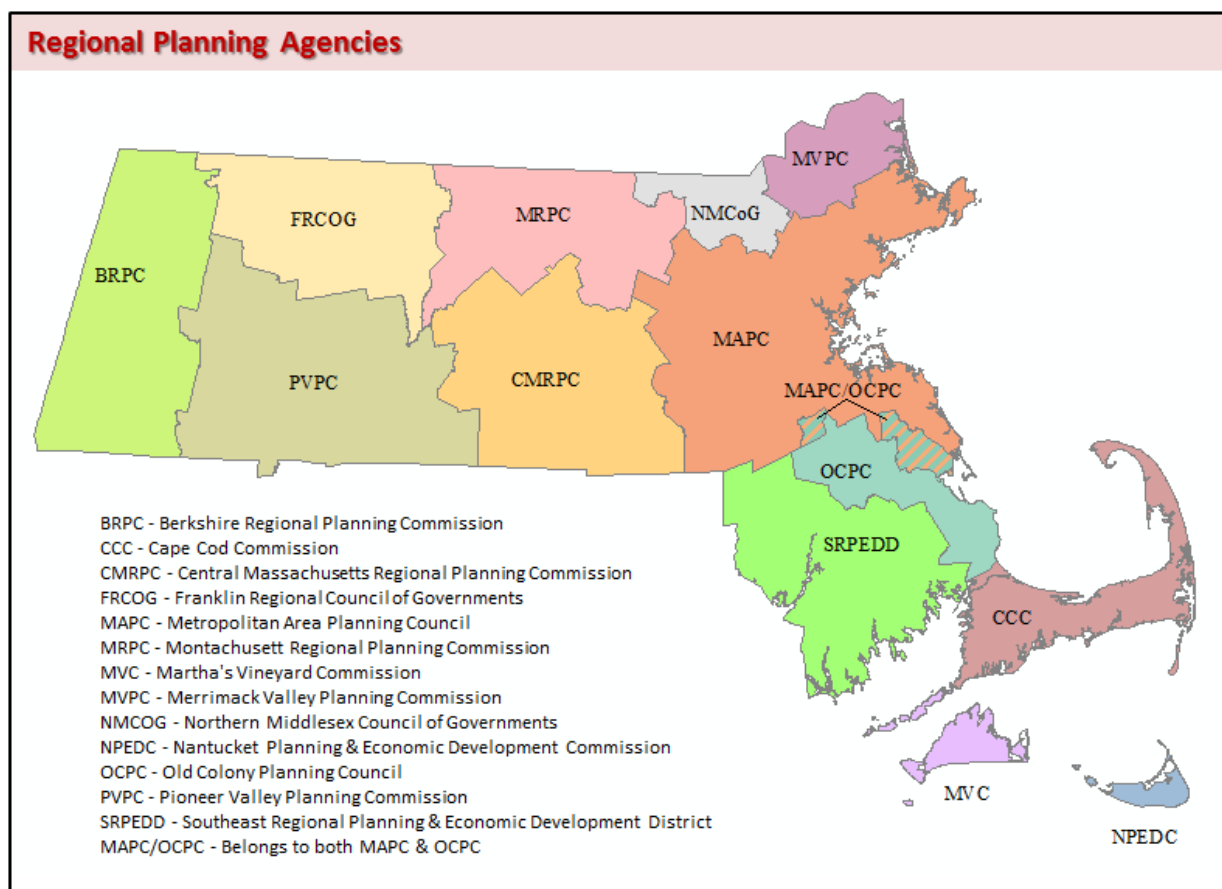 Regional Planning Agencies
MVPC
FRCOG
MRPC
NMCoG
BRPC
MAPC
PVPC
CMRPC
MAPC/OCPC
OCPC
SRPEDD
CCC
MVC
NPEDC
BRPC - Berkshire Regional Planning Commission
CCC - Cape Cod Commission
CMRPC - Central Massachusetts Regional Planning Commission
FRCOG - Franklin Regional Council of Governments
MAPC - Metropolitan Area Planning Council
MRPC - Montachusett Regional Planning Commission
MVC - Martha's Vineyard Commission
MVPC - Merrimack Valley Planning Commission
NMCOG - Northern Middlesex Council of Governments
NPEDC - Nantucket Planning & Economic Development Commission
OCPC - Old Colony Planning Council
PVPC - Pioneer Valley Planning Commission
SRPEDD - Southeast Regional Planning & Economic Development District
MAPC/OCPC - Belongs to both MAPC & OCPC